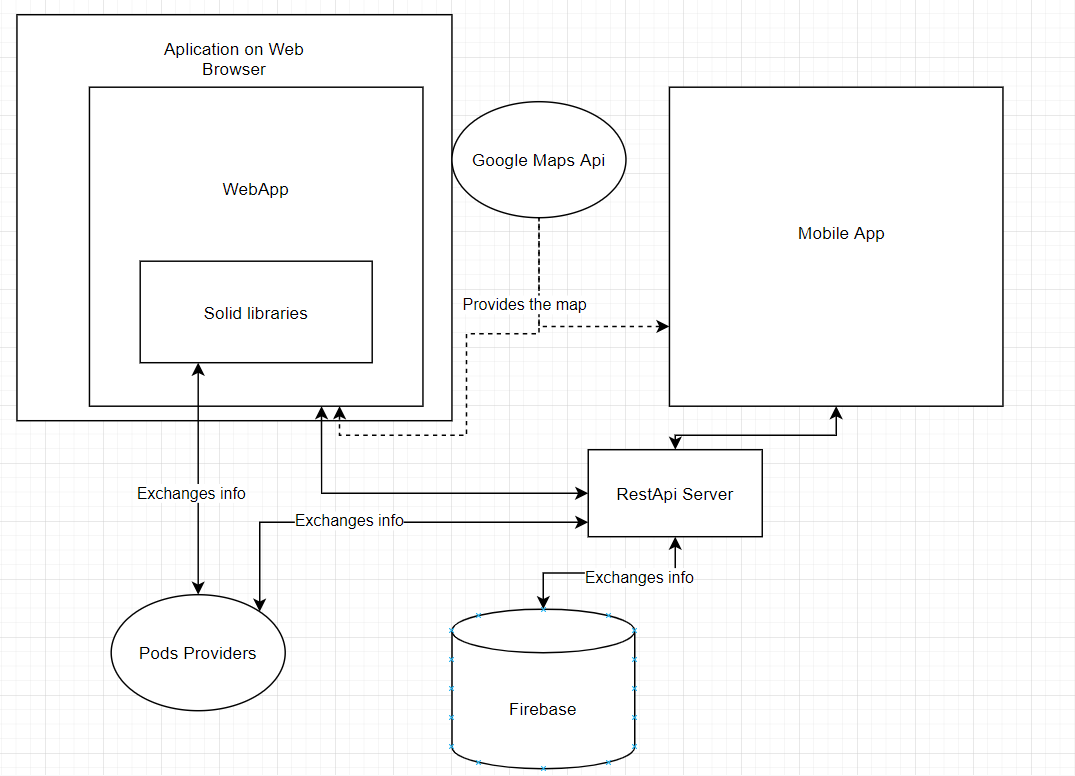 Aplication on Web
Browser
WebApp
Google Maps Api
Mobile App
Provides the map
Solid libraries
Exchanges info
RestApi Server
Exchanges info
Exchanges info
Pods Providers
Firebase